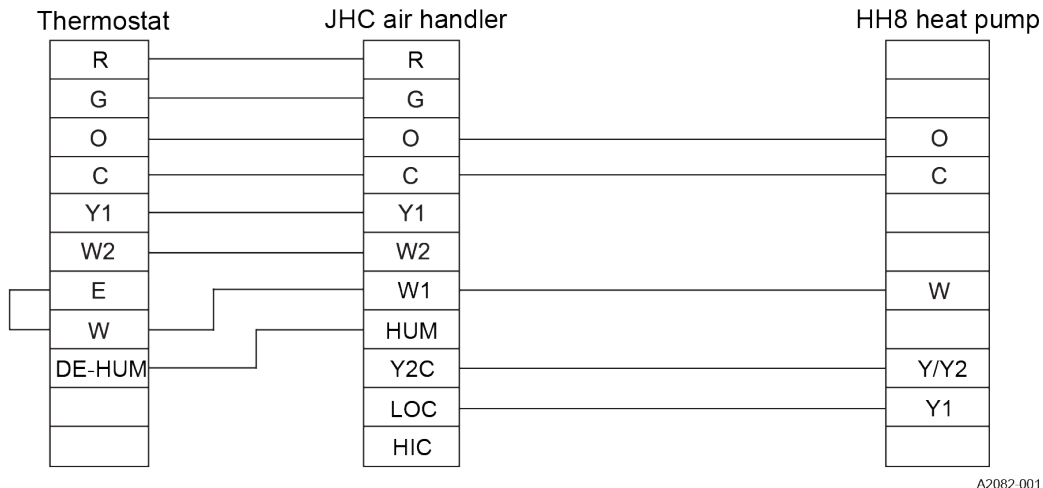 Thermostat JHC air handler HH8 heat pump
R R
G G
O O O
C C C
Y1 Y1
W2 W2
E W1 W
W HUM
DE-HUM Y2C Y/Y2
LOC Y1
HIC
A2082-001